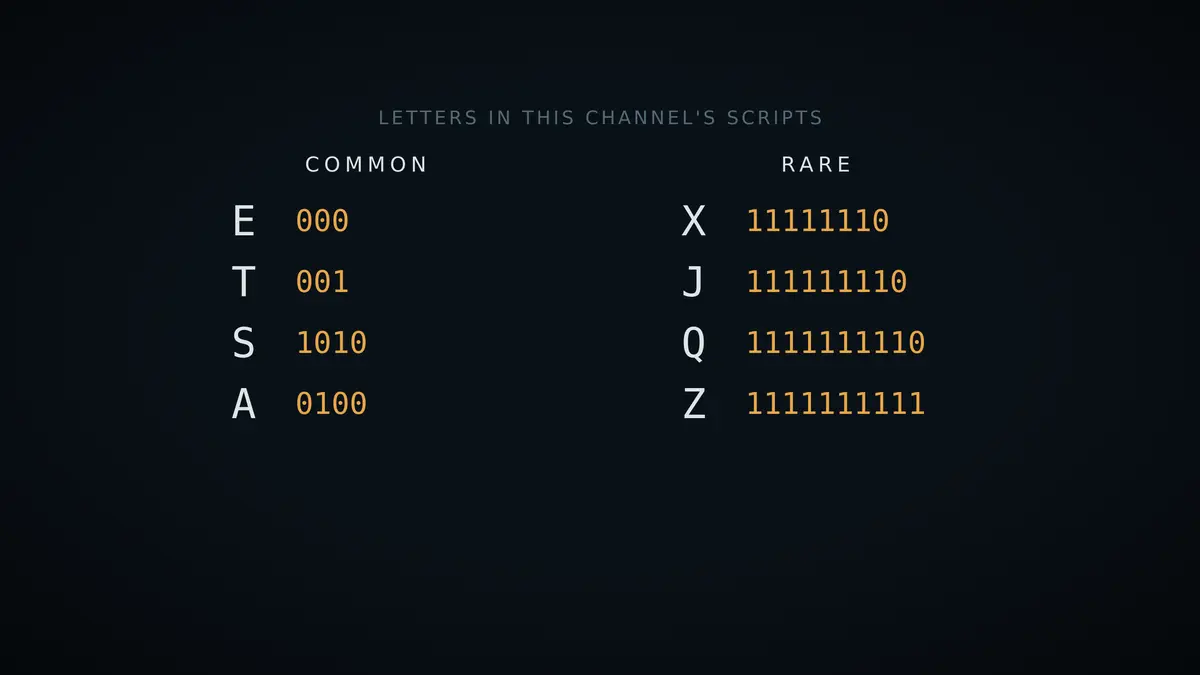 LETTERS IN THIS CHANNEL'S SCRIPTS
COMMON RARE
E 000 X 11111110
T 001 J 111111110
S 1010 Q 1111111110
A 0100 Z 1111111111